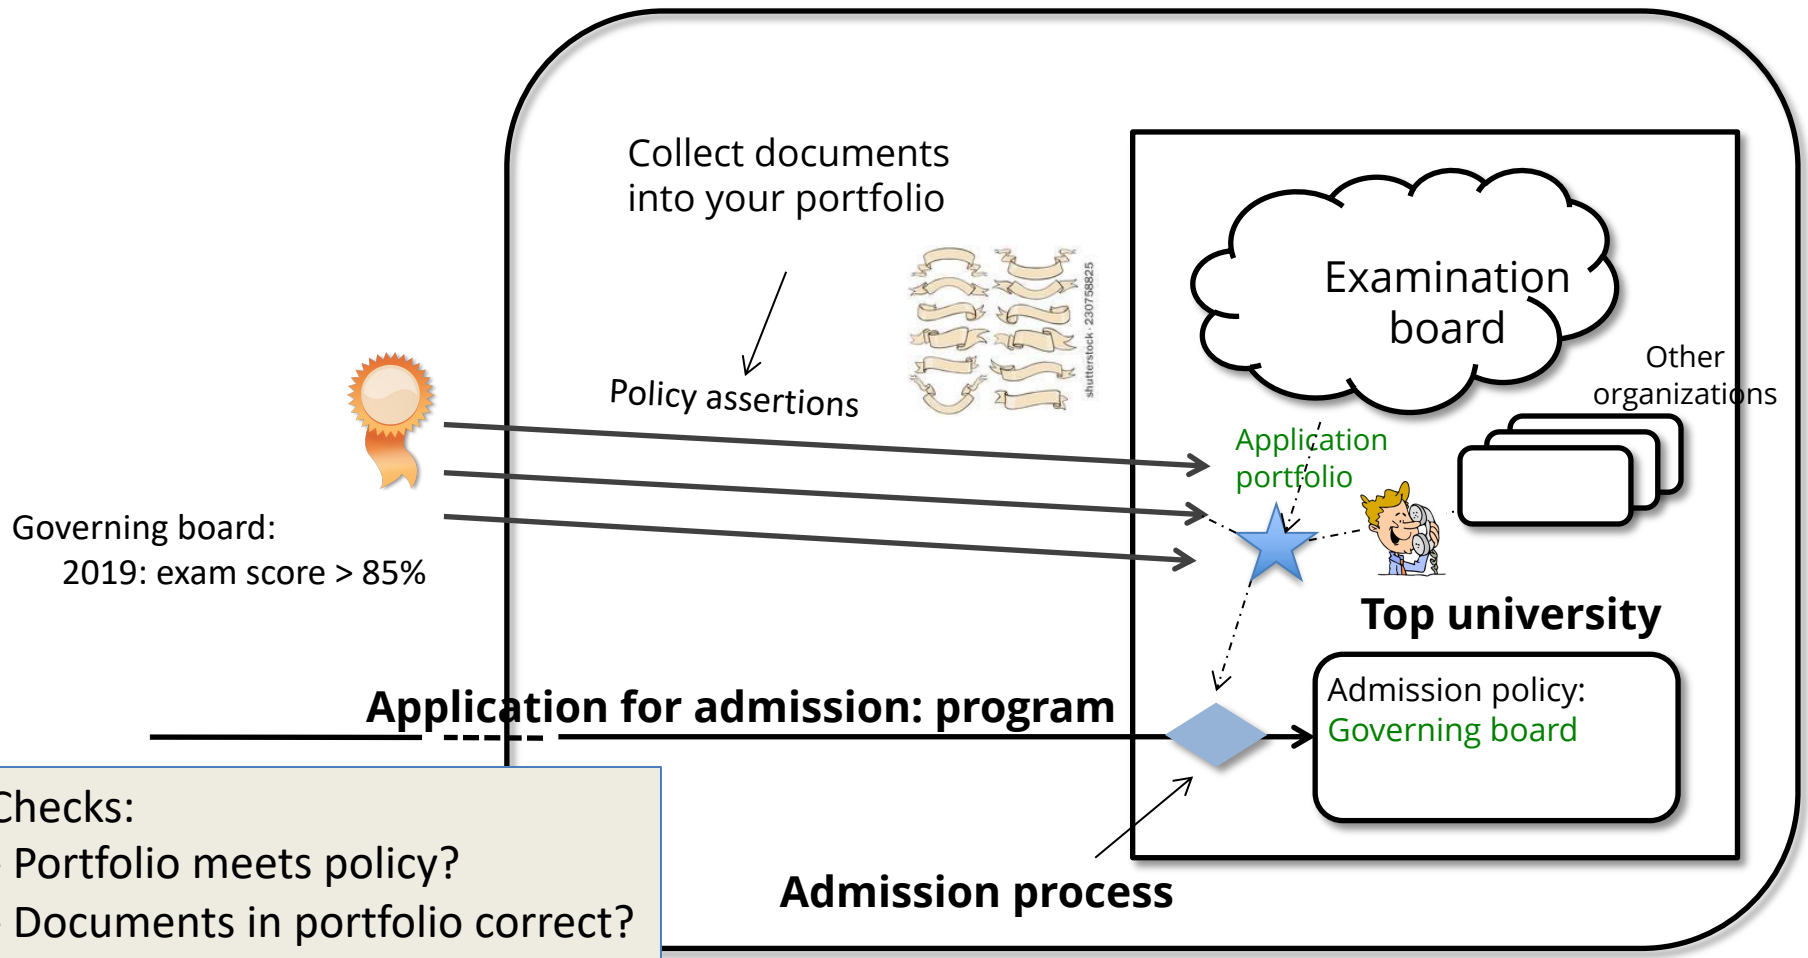 Collect documents
into your portfolio
shutterstock · 230758825
Examination
board
Other
organizations
Policy assertions
Application
portfolio
Governing board:
2019: exam score > 85%
Top university
Application for admission: program
Admission policy:
Governing board
Checks:
Portfolio meets policy?
Documents in portfolio correct?
Admission process